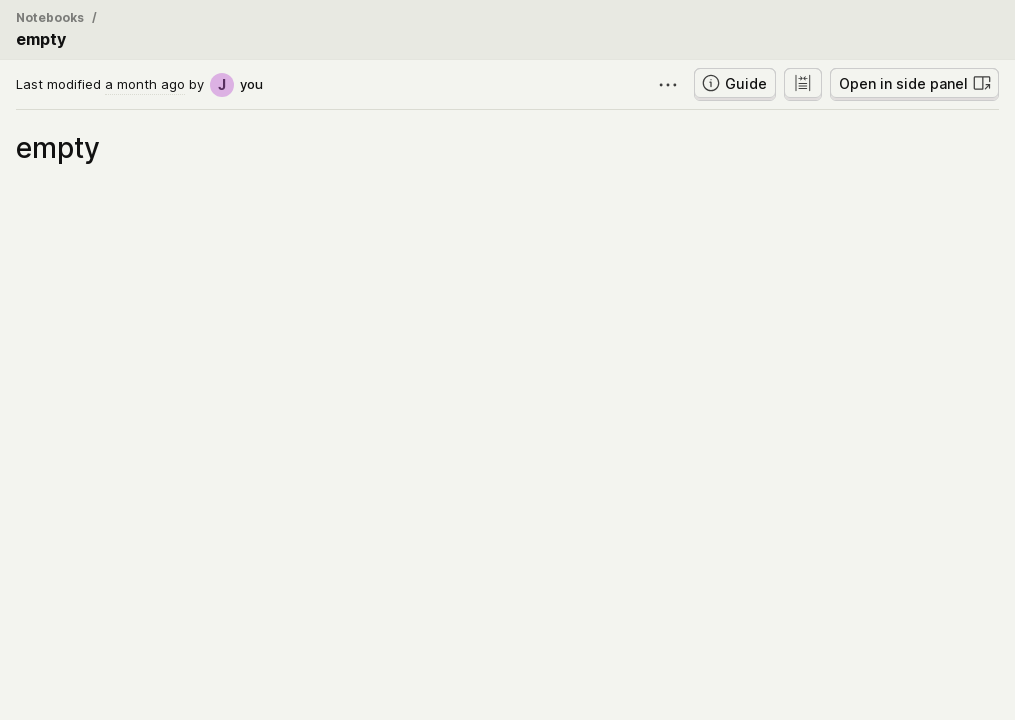 Notebooks /
empty
Last modified a month ago by J you
Guide
Open in side panel
empty